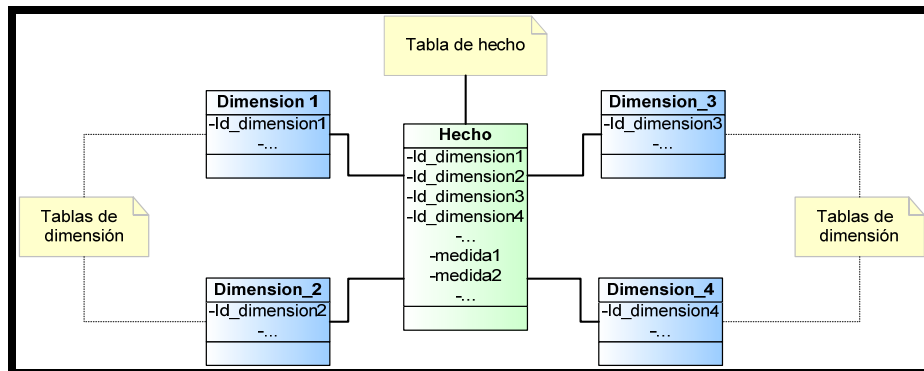 Tabla de hecho
Dimension 1
-Id_dimension1
-...
Dimension_3
-Id_dimension3
-...
Hecho
-Id_dimension1
-Id_dimension2
-Id_dimension3
-Id_dimension4
-...
-medida1
-medida2
-...
Tablas de
dimensión
Tablas de
dimensión
Dimension_2
-Id_dimension2
-...
Dimension_4
-Id_dimension4
-...